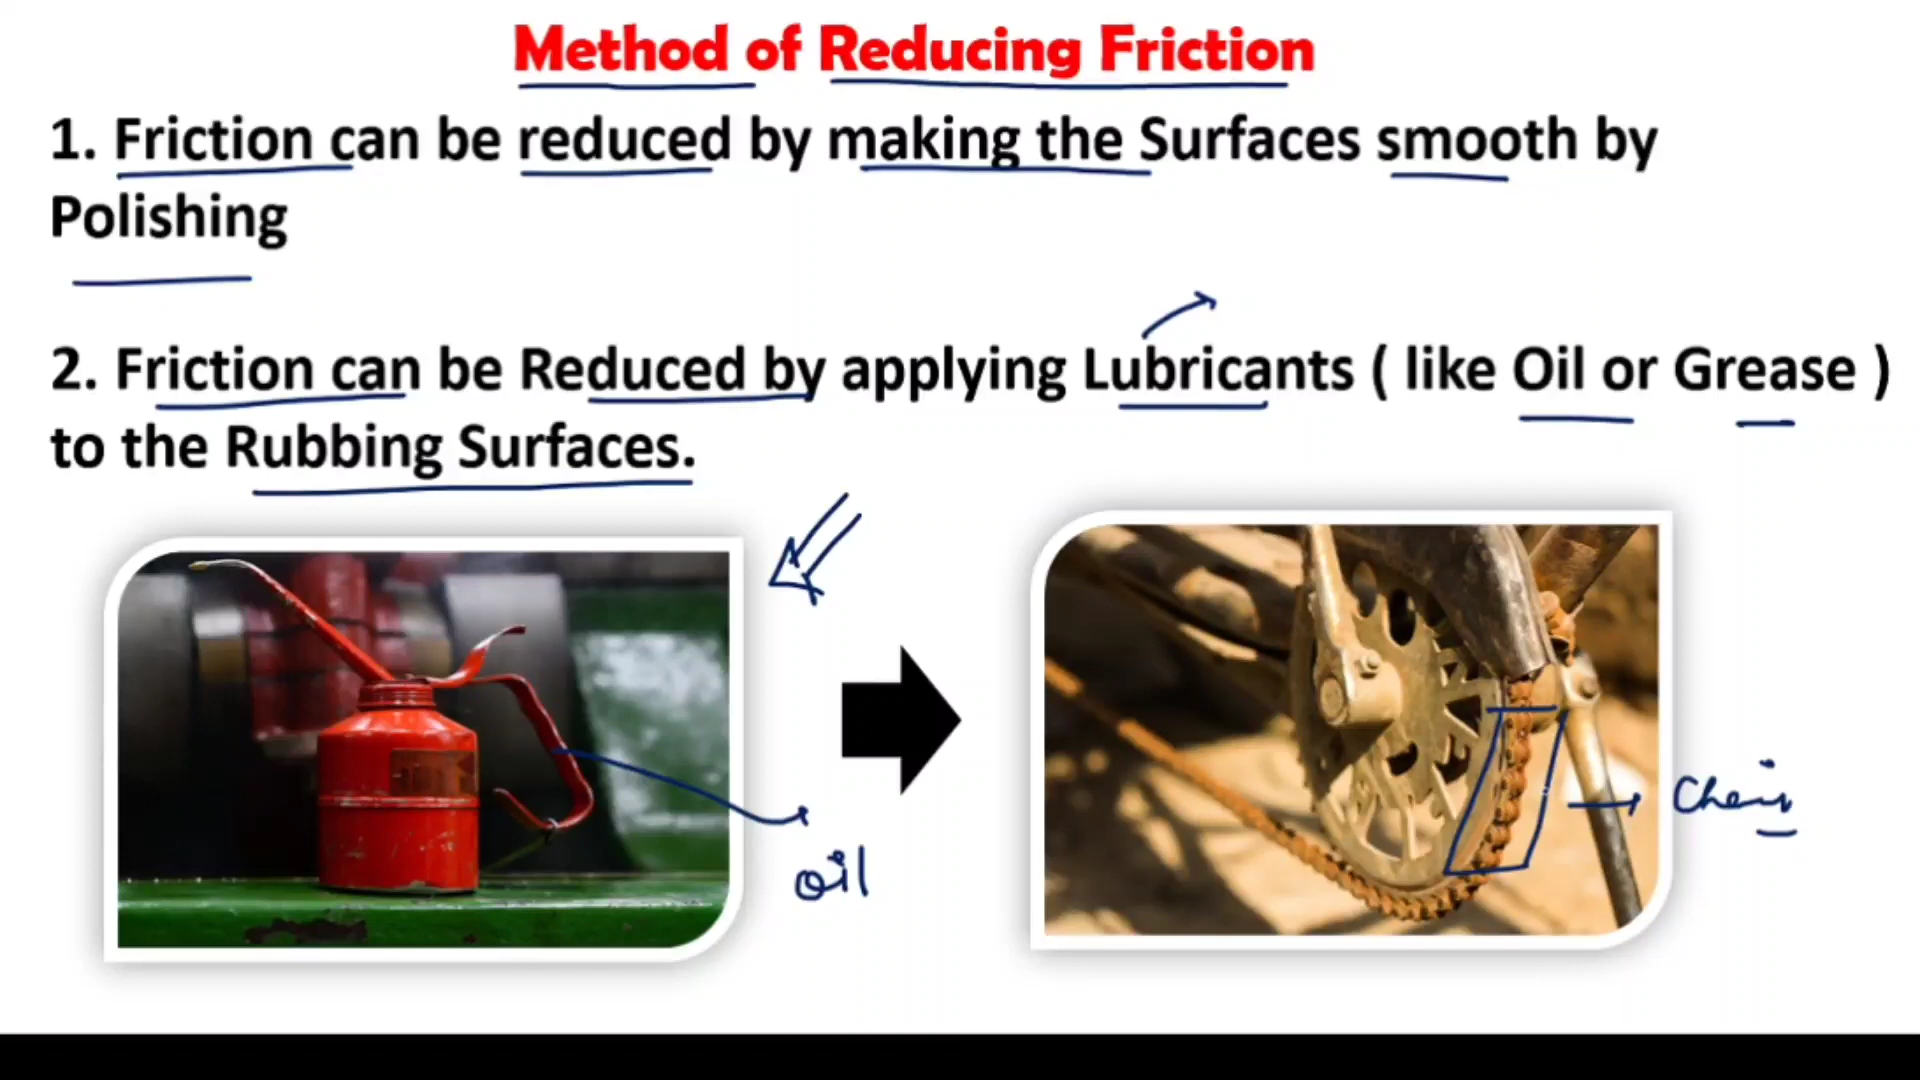 Method of Reducing Friction
1. Friction can be reduced by making the Surfaces smooth by
Polishing
2. Friction can be Reduced by applying Lubricants ( like Oil or Grease )
to the Rubbing Surfaces.
oil
Chain